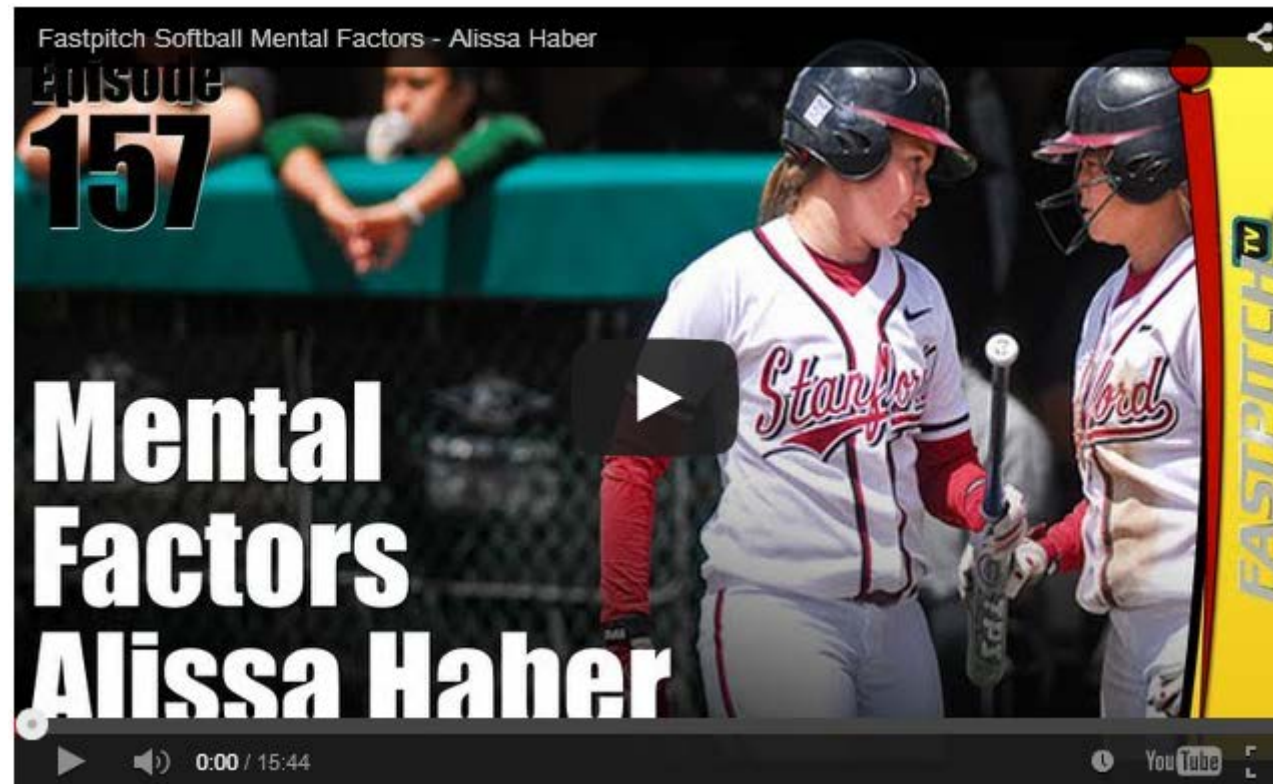 Fastpitch Softball Mental Factors - Alissa Haber
Episode
157
Mental
Factors
Alissa Haber
Stanford
ford
FASTPITCH TV
0:00 / 15:44
YouTube